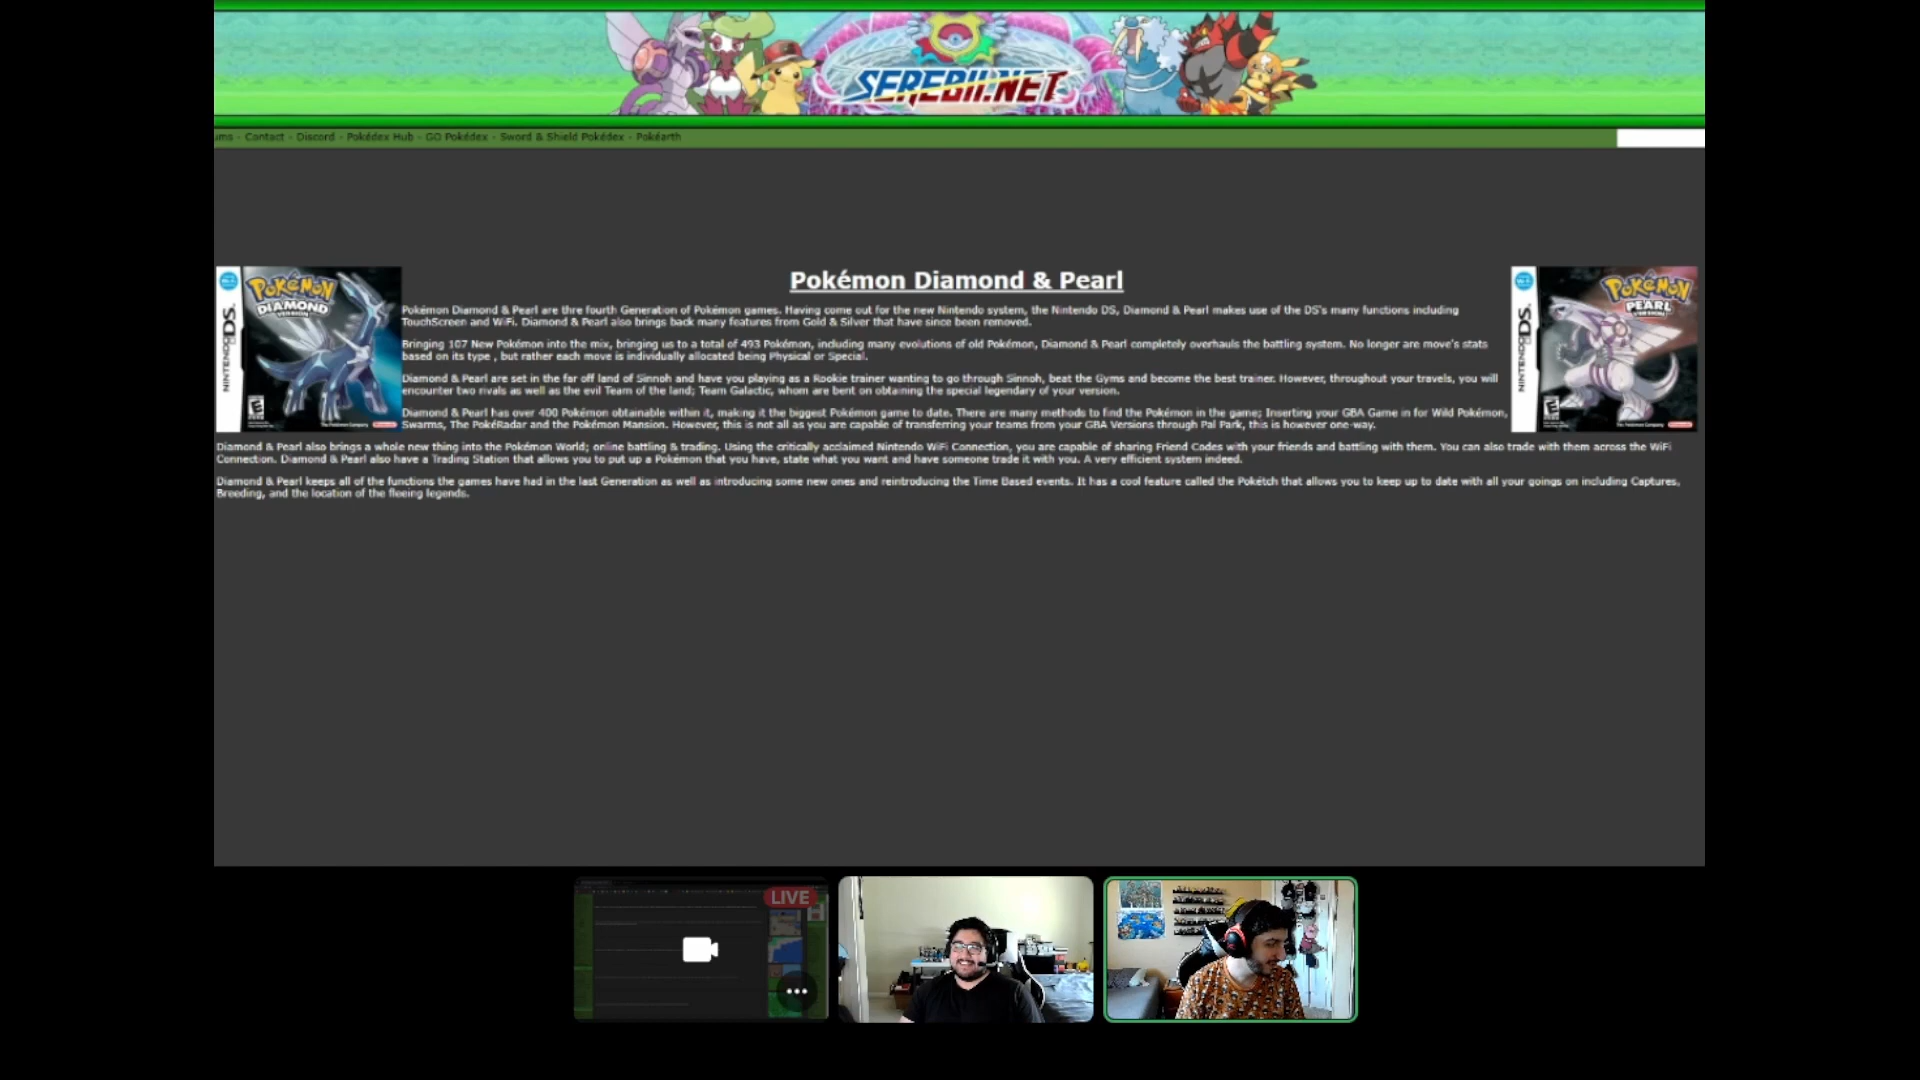 SEREBII.NET
ums - Contact - Discord - Pokédex Hub - GO Pokédex - Sword & Shield Pokédex - Pokéarth
Pokémon Diamond & Pearl
POKéMON
DIAMOND
VERSION
NINTENDO DS
E
The Pokémon Company
Nintendo
POKéMON
PEARL
VERSION
NINTENDO DS
E
The Pokémon Company
Pokémon Diamond & Pearl are thre fourth Generation of Pokémon games. Having come out for the new Nintendo system, the Nintendo DS, Diamond & Pearl makes use of the DS's many functions including
TouchScreen and WiFi. Diamond & Pearl also brings back many features from Gold & Silver that have since been removed.
Bringing 107 New Pokémon into the mix, bringing us to a total of 493 Pokémon, including many evolutions of old Pokémon, Diamond & Pearl completely overhauls the battling system. No longer are move's stats
based on its type , but rather each move is individually allocated being Physical or Special.
Diamond & Pearl are set in the far off land of Sinnoh and have you playing as a Rookie trainer wanting to go through Sinnoh, beat the Gyms and become the best trainer. However, throughout your travels, you will
encounter two rivals as well as the evil Team of the land; Team Galactic, whom are bent on obtaining the special legendary of your version.
Diamond & Pearl has over 400 Pokémon obtainable within it, making it the biggest Pokémon game to date. There are many methods to find the Pokémon in the game; Inserting your GBA Game in for Wild Pokémon,
Swarms, The PokéRadar and the Pokémon Mansion. However, this is not all as you are capable of transferring your teams from your GBA Versions through Pal Park, this is however one-way.
Diamond & Pearl also brings a whole new thing into the Pokémon World; online battling & trading. Using the critically acclaimed Nintendo WiFi Connection, you are capable of sharing Friend Codes with your friends and battling with them. You can also trade with them across the WiFi
Connection. Diamond & Pearl also have a Trading Station that allows you to put up a Pokémon that you have, state what you want and have someone trade it with you. A very efficient system indeed.
Diamond & Pearl keeps all of the functions the games have had in the last Generation as well as introducing some new ones and reintroducing the Time Based events. It has a cool feature called the Pokétch that allows you to keep up to date with all your goings on including Captures,
Breeding, and the location of the fleeing legends.
LIVE